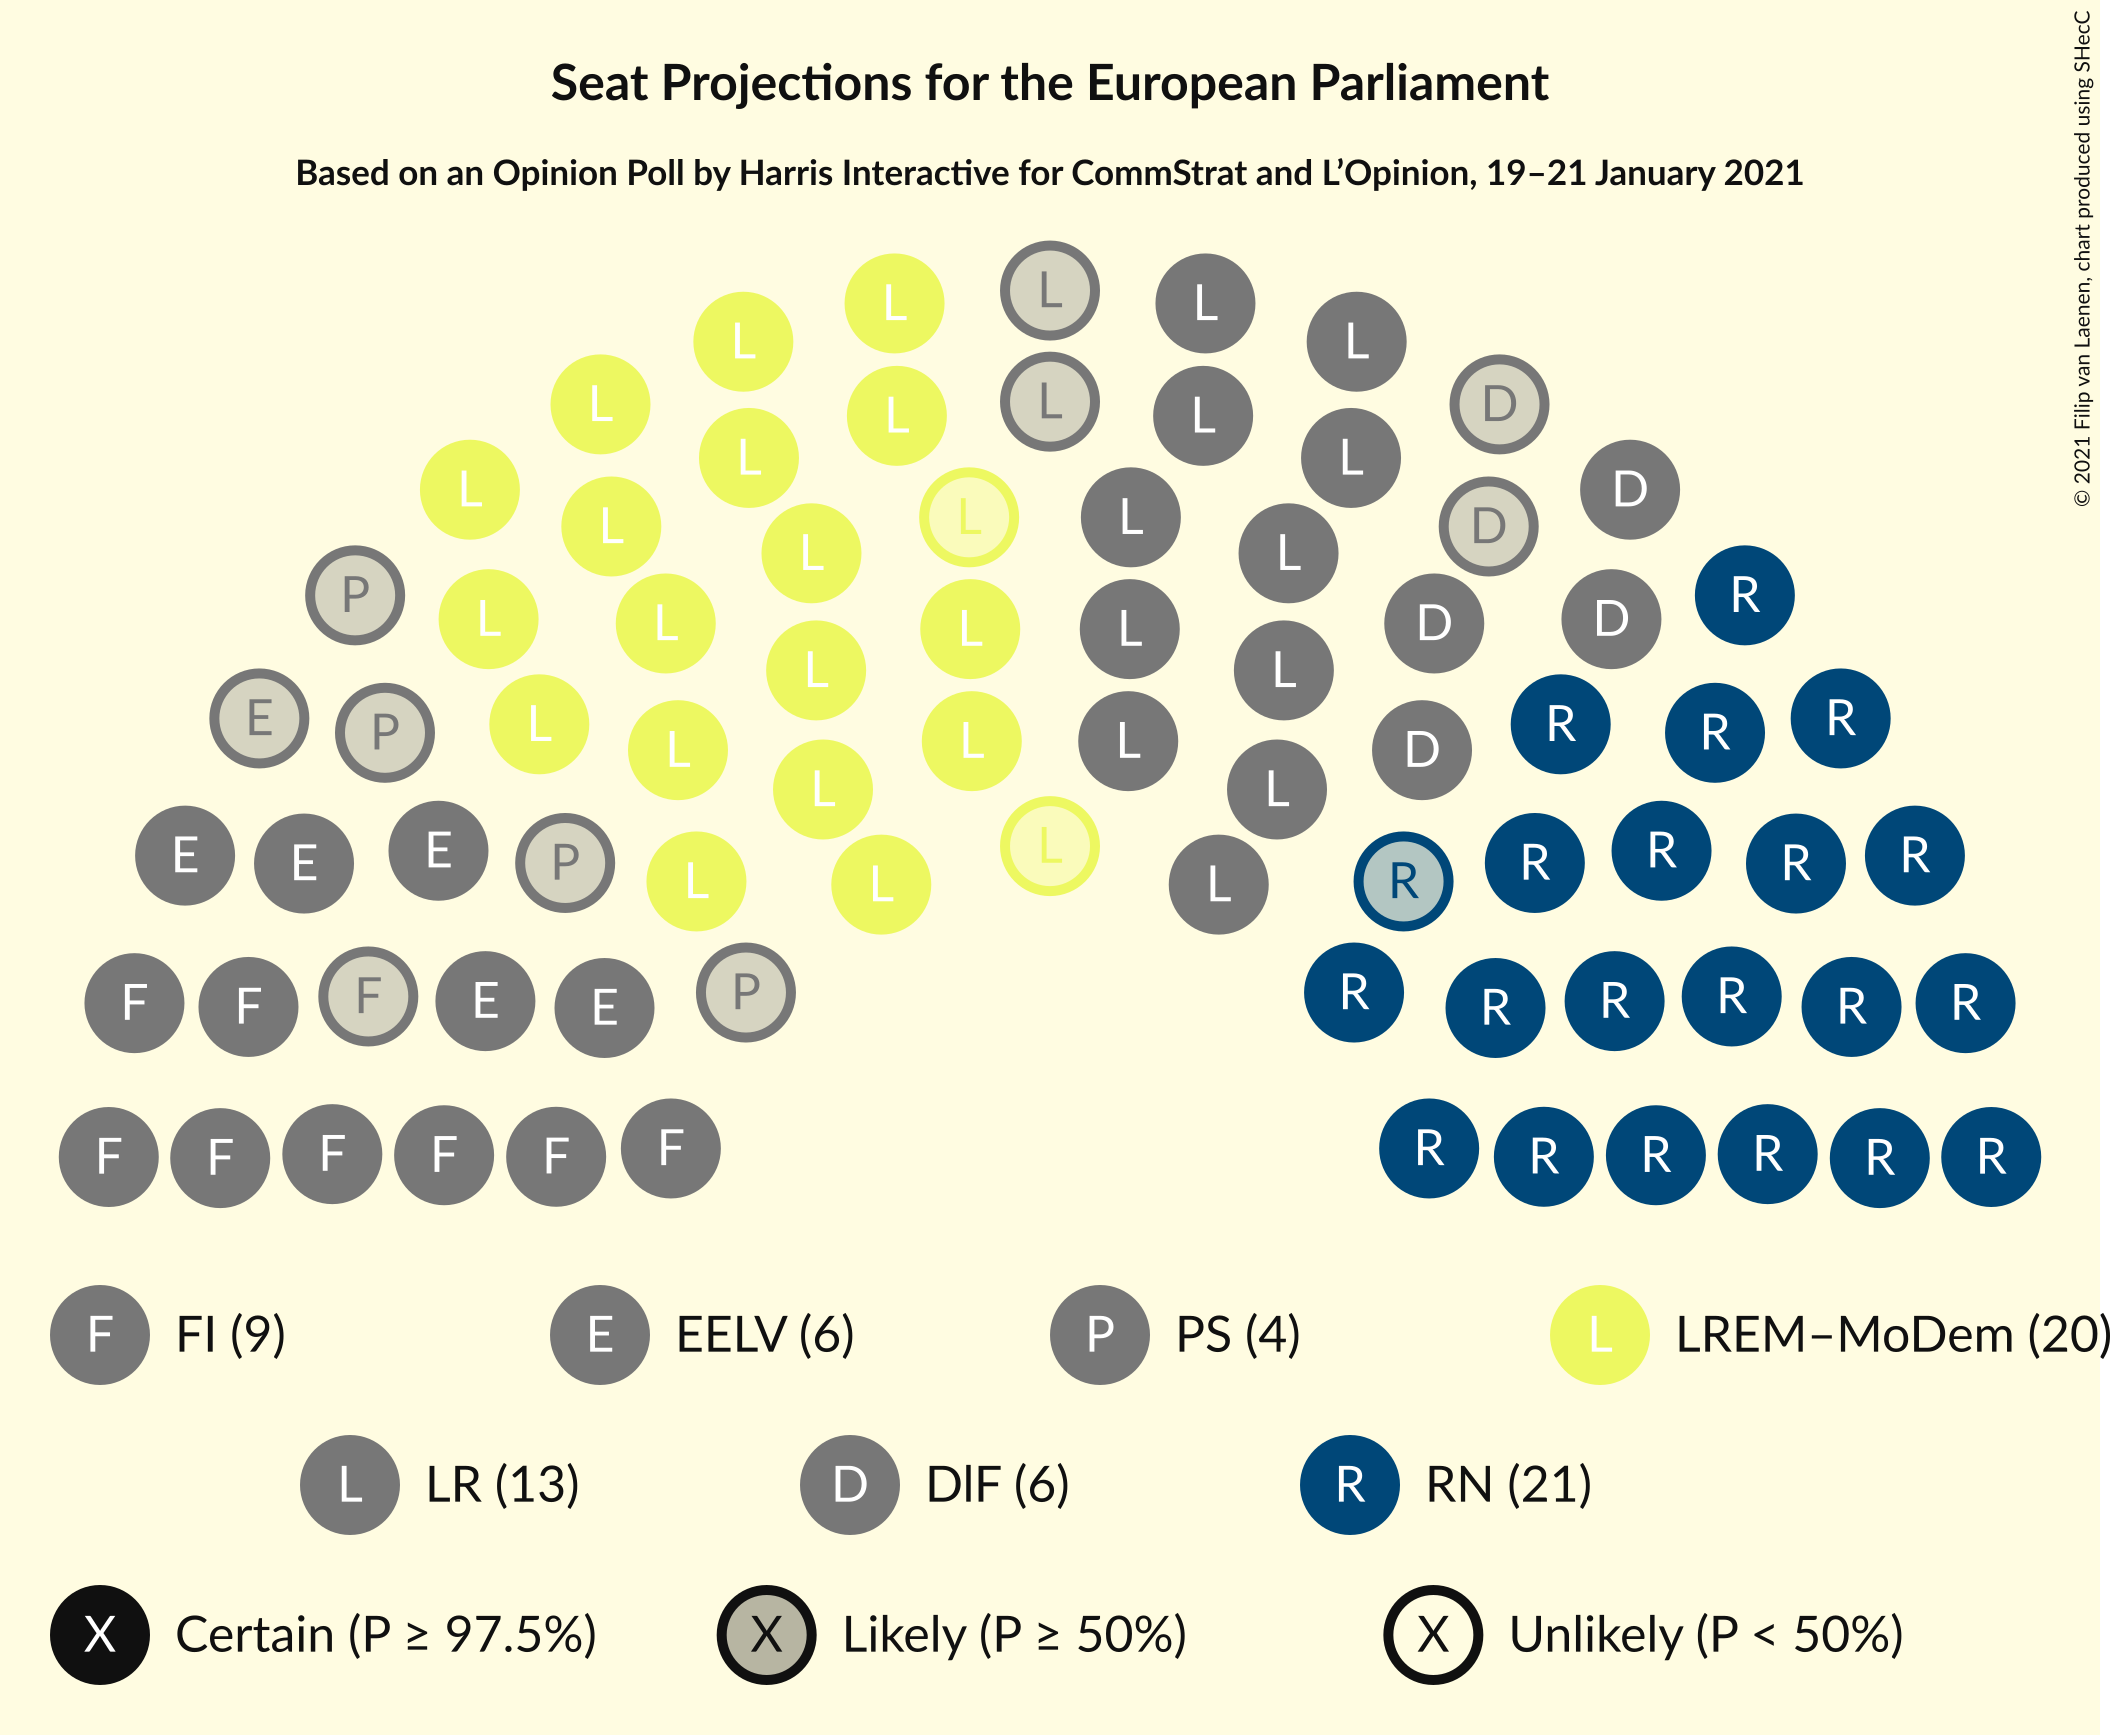 Seat Projections for the European Parliament
Based on an Opinion Poll by Harris Interactive for CommStrat and L’Opinion, 19–21 January 2021
© 2021 Filip van Laenen, chart produced using SHecC
L L L L L
L L L L L D
L L L L L D D
P L L L L L D D R
E P L L L L L L D R R R
L L L L L L
E E E P L L L L R R R R R
F F F E E P R R R R R R
F F F F F F R R R R R R
F FI (9) E EELV (6) P PS (4) L LREM–MoDem (20)
L LR (13) D DIF (6) R RN (21)
X Certain (P ≥ 97.5%) X Likely (P ≥ 50%) X Unlikely (P < 50%)